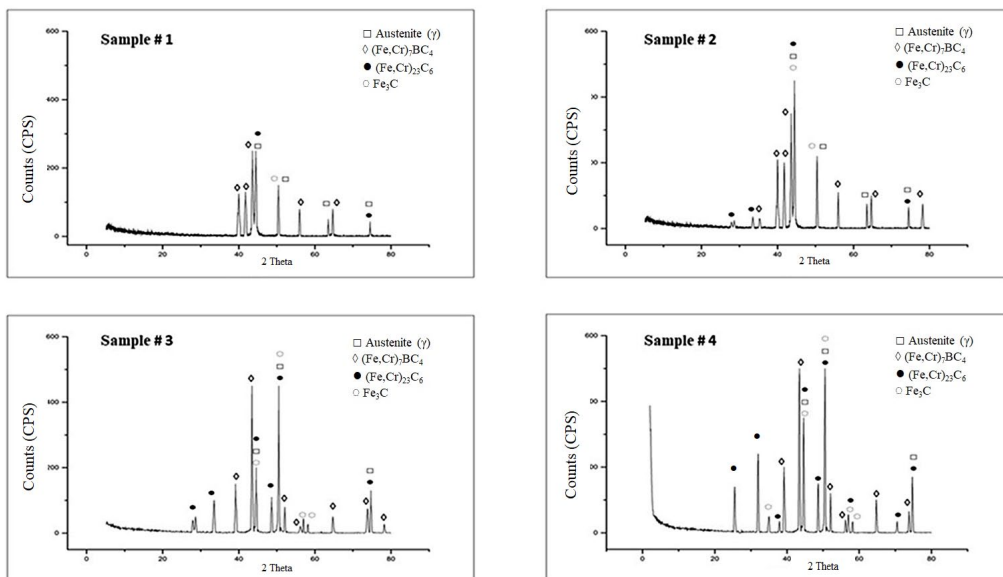 Sample # 1
□ Austenite (γ)
◊ (Fe,Cr)₇BC₄
● (Fe,Cr)₂₃C₆
○ Fe₃C
Counts (CPS)
600
400
200
0
0 20 40 60 80
2 Theta
Sample # 2
□ Austenite (γ)
◊ (Fe,Cr)₇BC₄
● (Fe,Cr)₂₃C₆
○ Fe₃C
Counts (CPS)
600
00
00
0
0 20 40 60 80
2 Theta
Sample # 3
□ Austenite (γ)
◊ (Fe,Cr)₇BC₄
● (Fe,Cr)₂₃C₆
○ Fe₃C
Counts (CPS)
600
400
200
0
0 20 40 60 80
2 Theta
Sample # 4
□ Austenite (γ)
◊ (Fe,Cr)₇BC₄
● (Fe,Cr)₂₃C₆
○ Fe₃C
Counts (CPS)
600
00
00
0
0 20 40 60 80
2 Theta